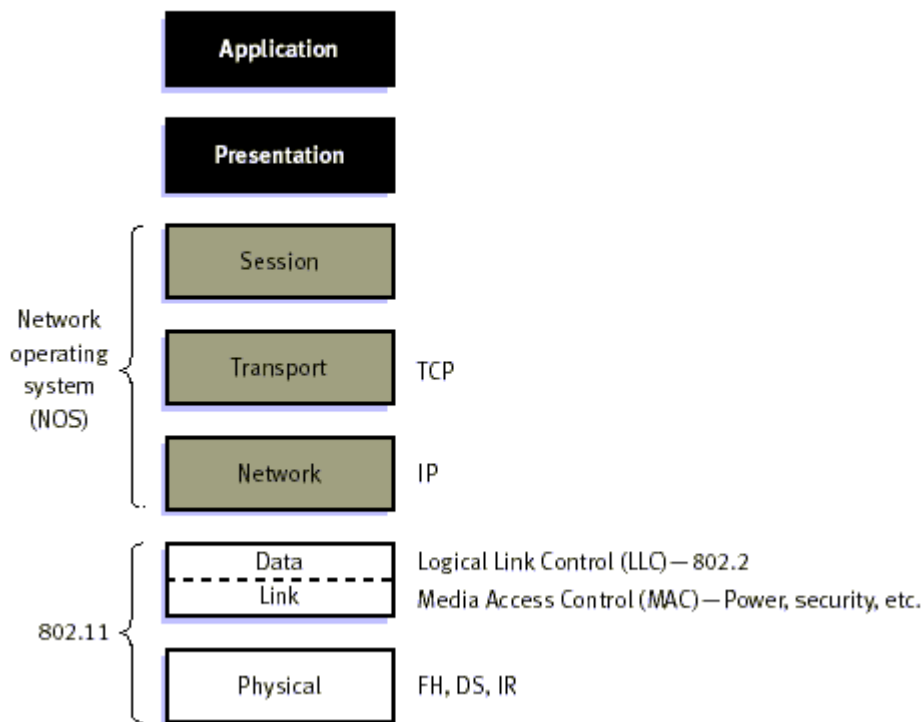 Application
Presentation
Session
Network
operating
system
(NOS)
Transport
TCP
Network
IP
Data
Logical Link Control (LLC)—802.2
Link
Media Access Control (MAC)—Power, security, etc.
802.11
Physical
FH, DS, IR